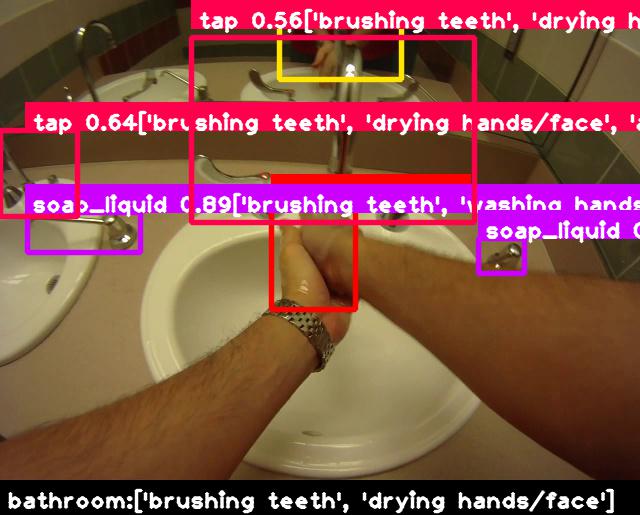 tap 0.56['brushing teeth', 'drying h
tap 0.64['brushing teeth', 'drying hands/face', 'a
soap_liquid 0.89['brushing teeth', 'washing hands
soap_liquid 0
bathroom:['brushing teeth', 'drying hands/face']